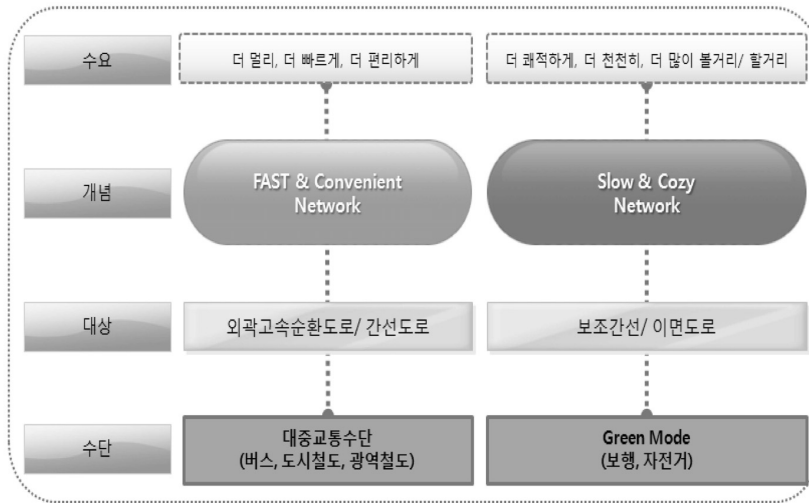 수요
더 멀리, 더 빠르게, 더 편리하게
더 쾌적하게, 더 천천히, 더 많이 볼거리/ 할거리
개념
FAST & Convenient
Network
Slow & Cozy
Network
대상
외곽고속순환도로/ 간선도로
보조간선/ 이면도로
수단
대중교통수단
(버스, 도시철도, 광역철도)
Green Mode
(보행, 자전거)